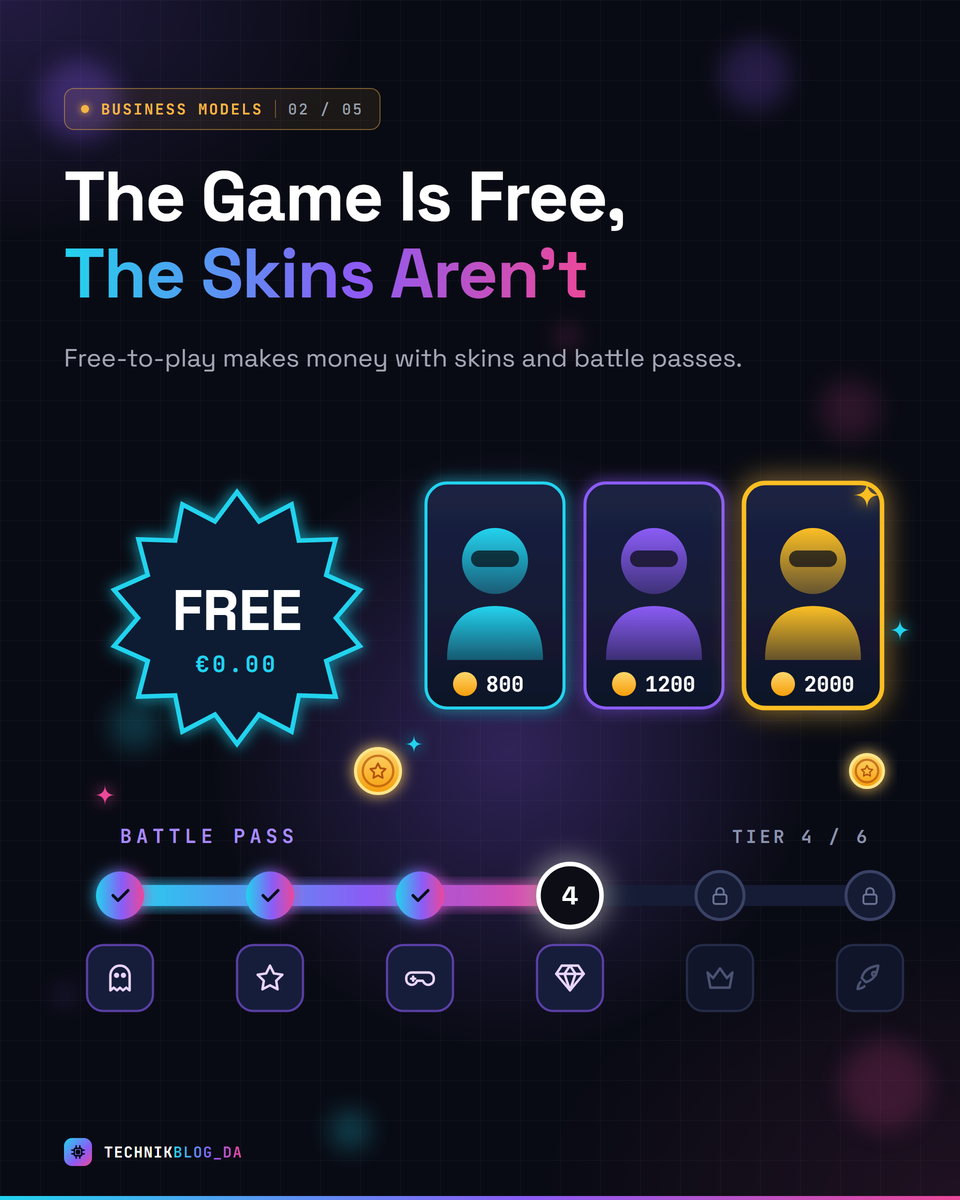 BUSINESS MODELS | 02 / 05
The Game Is Free,
The Skins Aren’t
Free-to-play makes money with skins and battle passes.
FREE
€0.00
800
1200
2000
BATTLE PASS
TIER 4 / 6
4
TECHNIKBLOG_DA